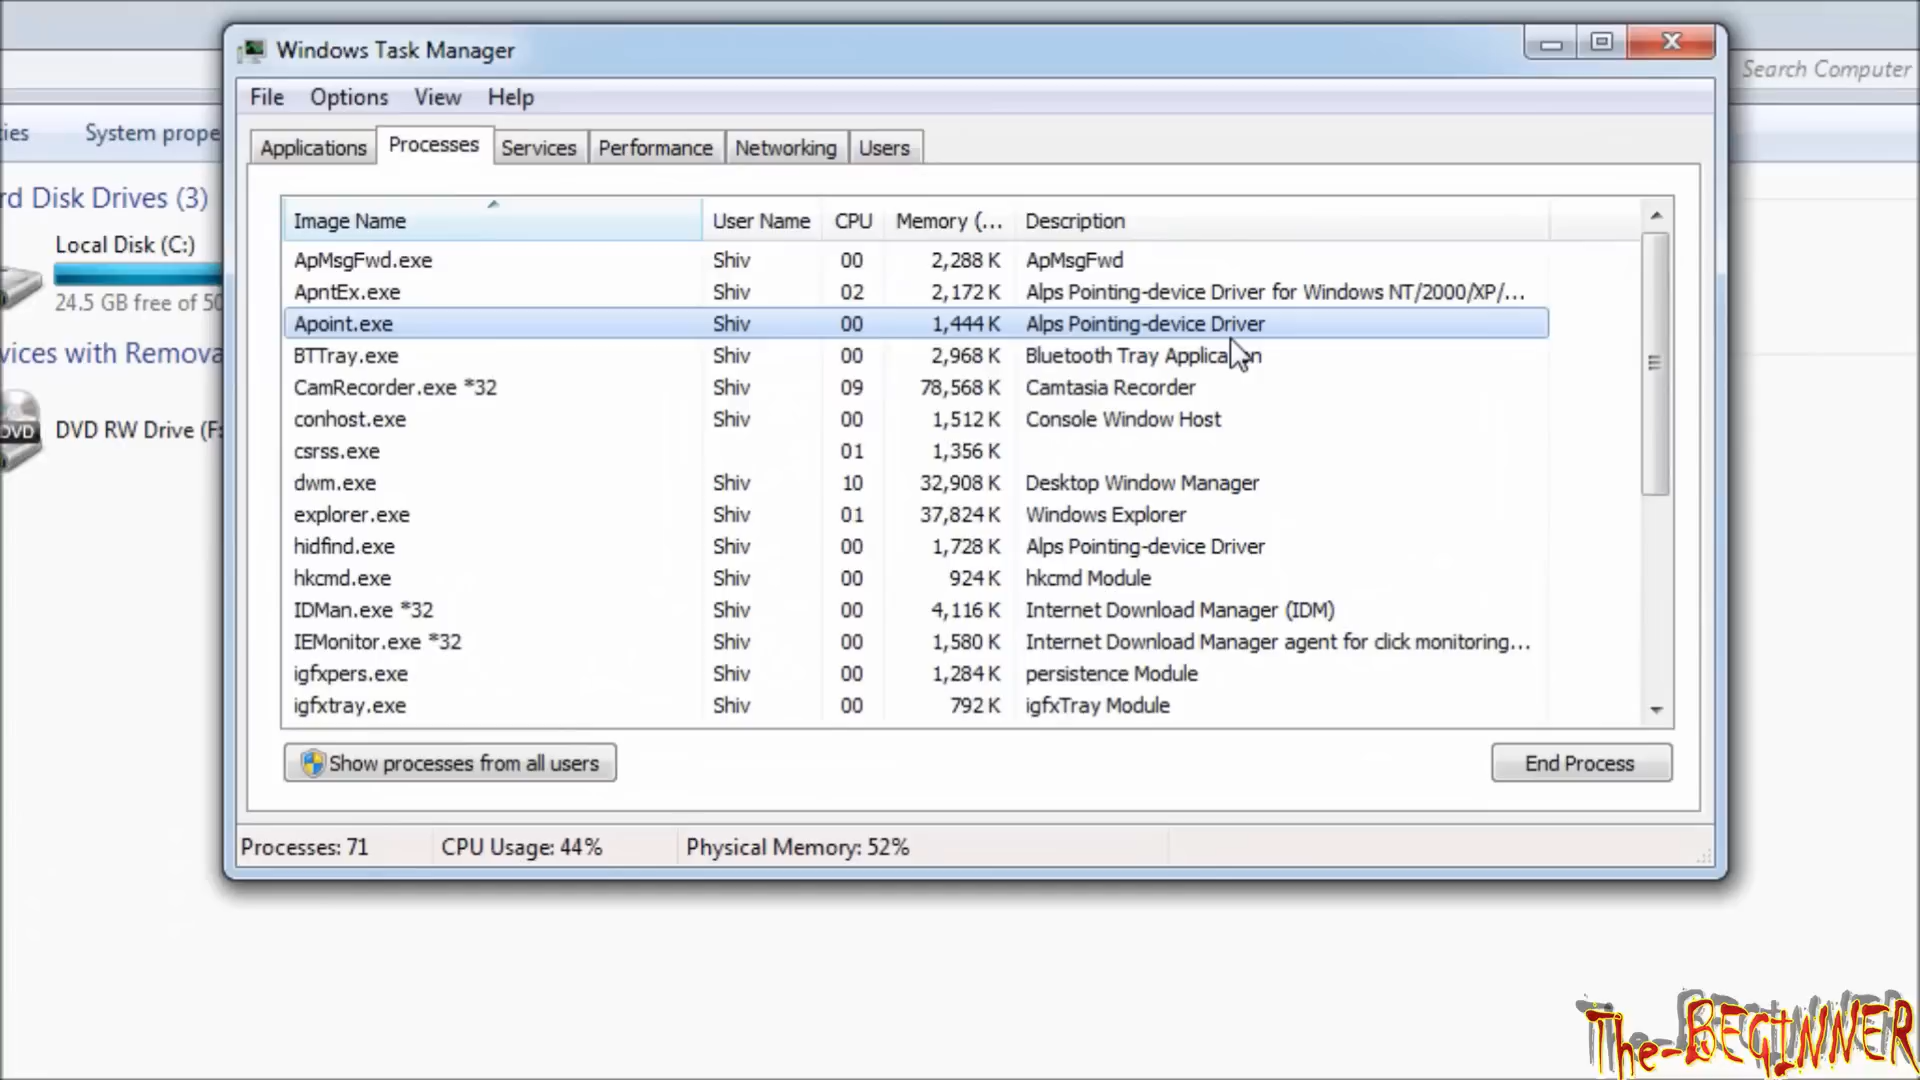 Windows Task Manager
Search Computer
File Options View Help
ties System prope
Applications Processes Services Performance Networking Users
rd Disk Drives (3)
Image Name User Name CPU Memory (... Description
Local Disk (C:)
24.5 GB free of 50
ApMsgFwd.exe Shiv 00 2,288 K ApMsgFwd
ApntEx.exe Shiv 02 2,172 K Alps Pointing-device Driver for Windows NT/2000/XP/...
Apoint.exe Shiv 00 1,444 K Alps Pointing-device Driver
vices with Remova
BTTray.exe Shiv 00 2,968 K Bluetooth Tray Application
CamRecorder.exe *32 Shiv 09 78,568 K Camtasia Recorder
conhost.exe Shiv 00 1,512 K Console Window Host
DVD
DVD RW Drive (F:
csrss.exe 01 1,356 K
dwm.exe Shiv 10 32,908 K Desktop Window Manager
explorer.exe Shiv 01 37,824 K Windows Explorer
hidfind.exe Shiv 00 1,728 K Alps Pointing-device Driver
hkcmd.exe Shiv 00 924 K hkcmd Module
IDMan.exe *32 Shiv 00 4,116 K Internet Download Manager (IDM)
IEMonitor.exe *32 Shiv 00 1,580 K Internet Download Manager agent for click monitoring...
igfxpers.exe Shiv 00 1,284 K persistence Module
igfxtray.exe Shiv 00 792 K igfxTray Module
Show processes from all users End Process
Processes: 71 CPU Usage: 44% Physical Memory: 52%
The-BEGINNER